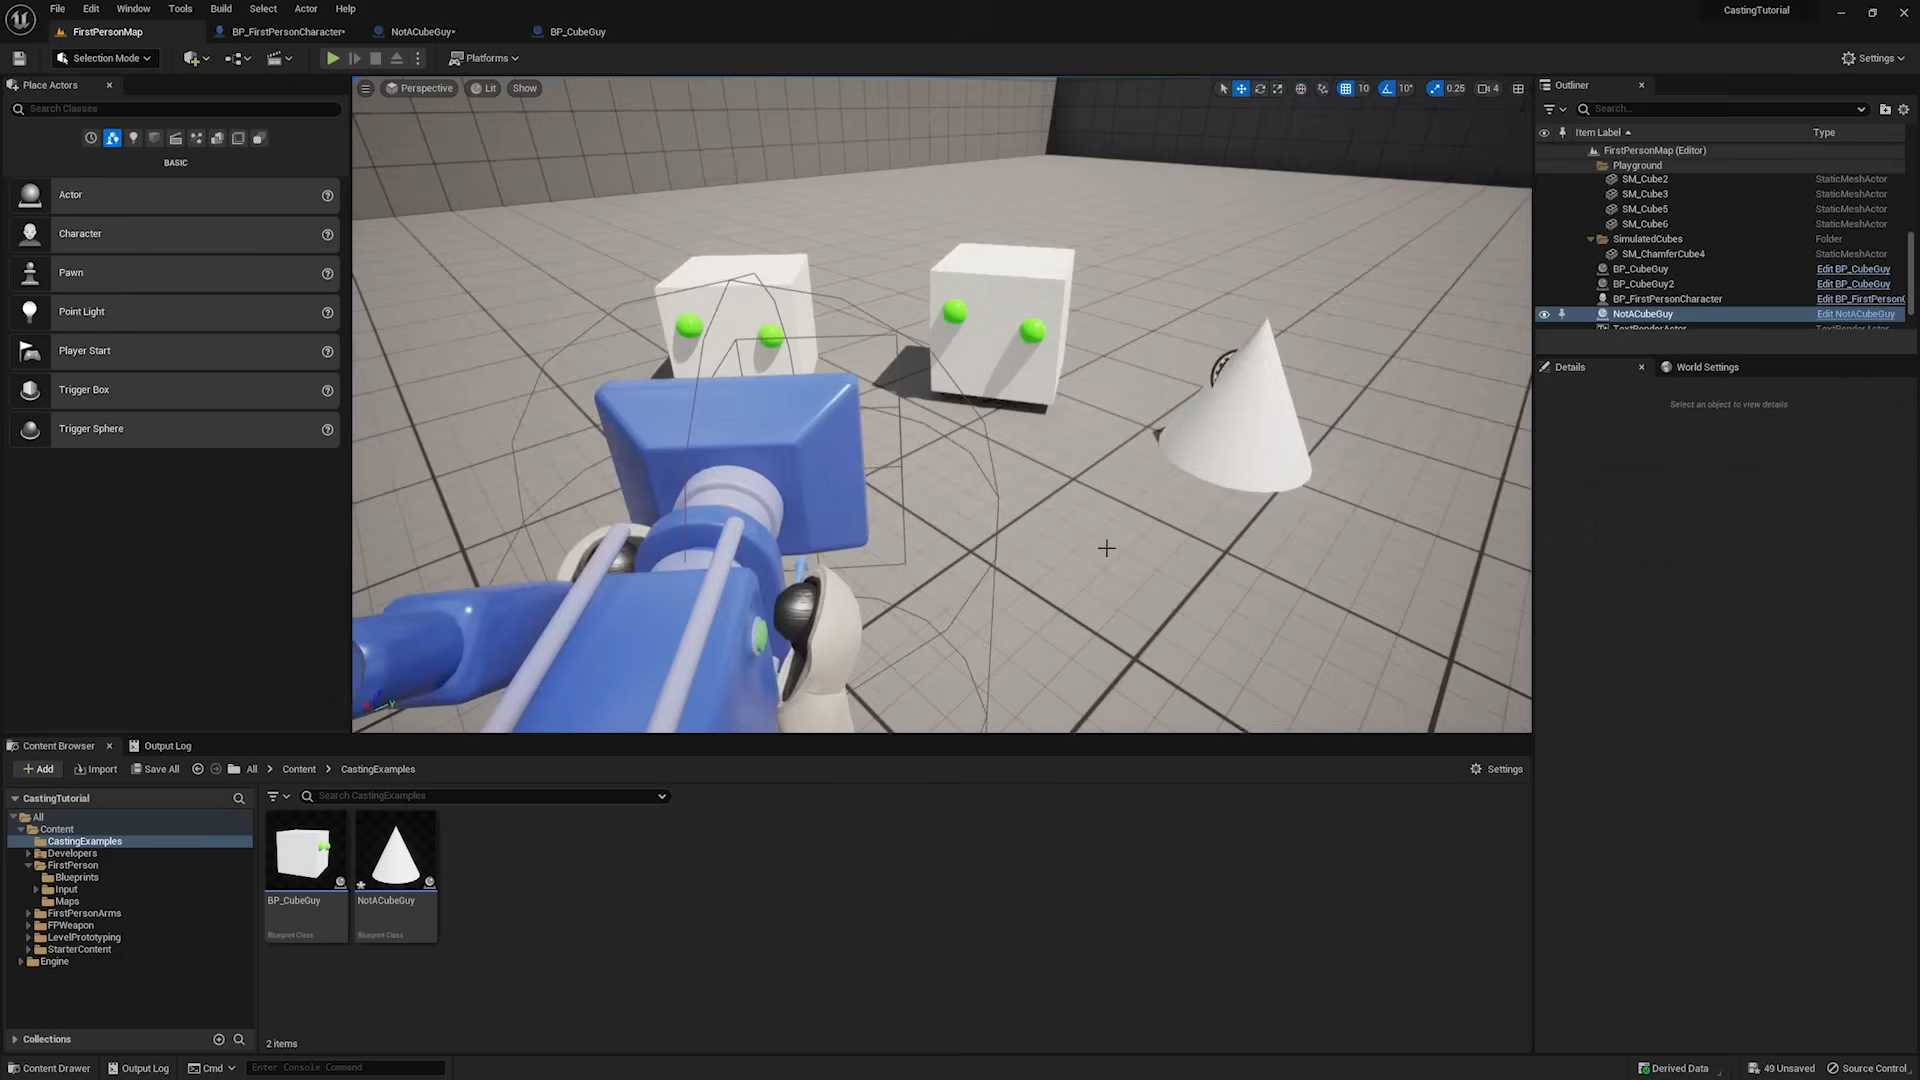 File Edit Window Tools Build Select Actor Help
CastingTutorial
FirstPersonMap
BP_FirstPersonCharacter*
NotACubeGuy*
BP_CubeGuy
Selection Mode
Platforms
Settings
Place Actors
Search Classes
BASIC
Actor
Character
Pawn
Point Light
Player Start
Trigger Box
Trigger Sphere
Perspective
Lit
Show
10
10°
0.25
4
Outliner
Search...
Item Label
Type
FirstPersonMap (Editor)
Playground
SM_Cube2 StaticMeshActor
SM_Cube3 StaticMeshActor
SM_Cube5 StaticMeshActor
SM_Cube6 StaticMeshActor
SimulatedCubes Folder
SM_ChamferCube4 StaticMeshActor
BP_CubeGuy Edit BP_CubeGuy
BP_CubeGuy2 Edit BP_CubeGuy
BP_FirstPersonCharacter Edit BP_FirstPersonC
NotACubeGuy Edit NotACubeGuy
TextRenderActor TextRenderActor
Details
World Settings
Select an object to view details
Content Browser
Output Log
Add
Import
Save All
All
Content
CastingExamples
Settings
CastingTutorial
Search CastingExamples
All
Content
CastingExamples
Developers
FirstPerson
Blueprints
Input
Maps
FirstPersonArms
FPWeapon
LevelPrototyping
StarterContent
Engine
BP_CubeGuy
Blueprint Class
NotACubeGuy
Blueprint Class
Collections
2 items
Content Drawer
Output Log
Cmd
Enter Console Command
Derived Data
49 Unsaved
Source Control